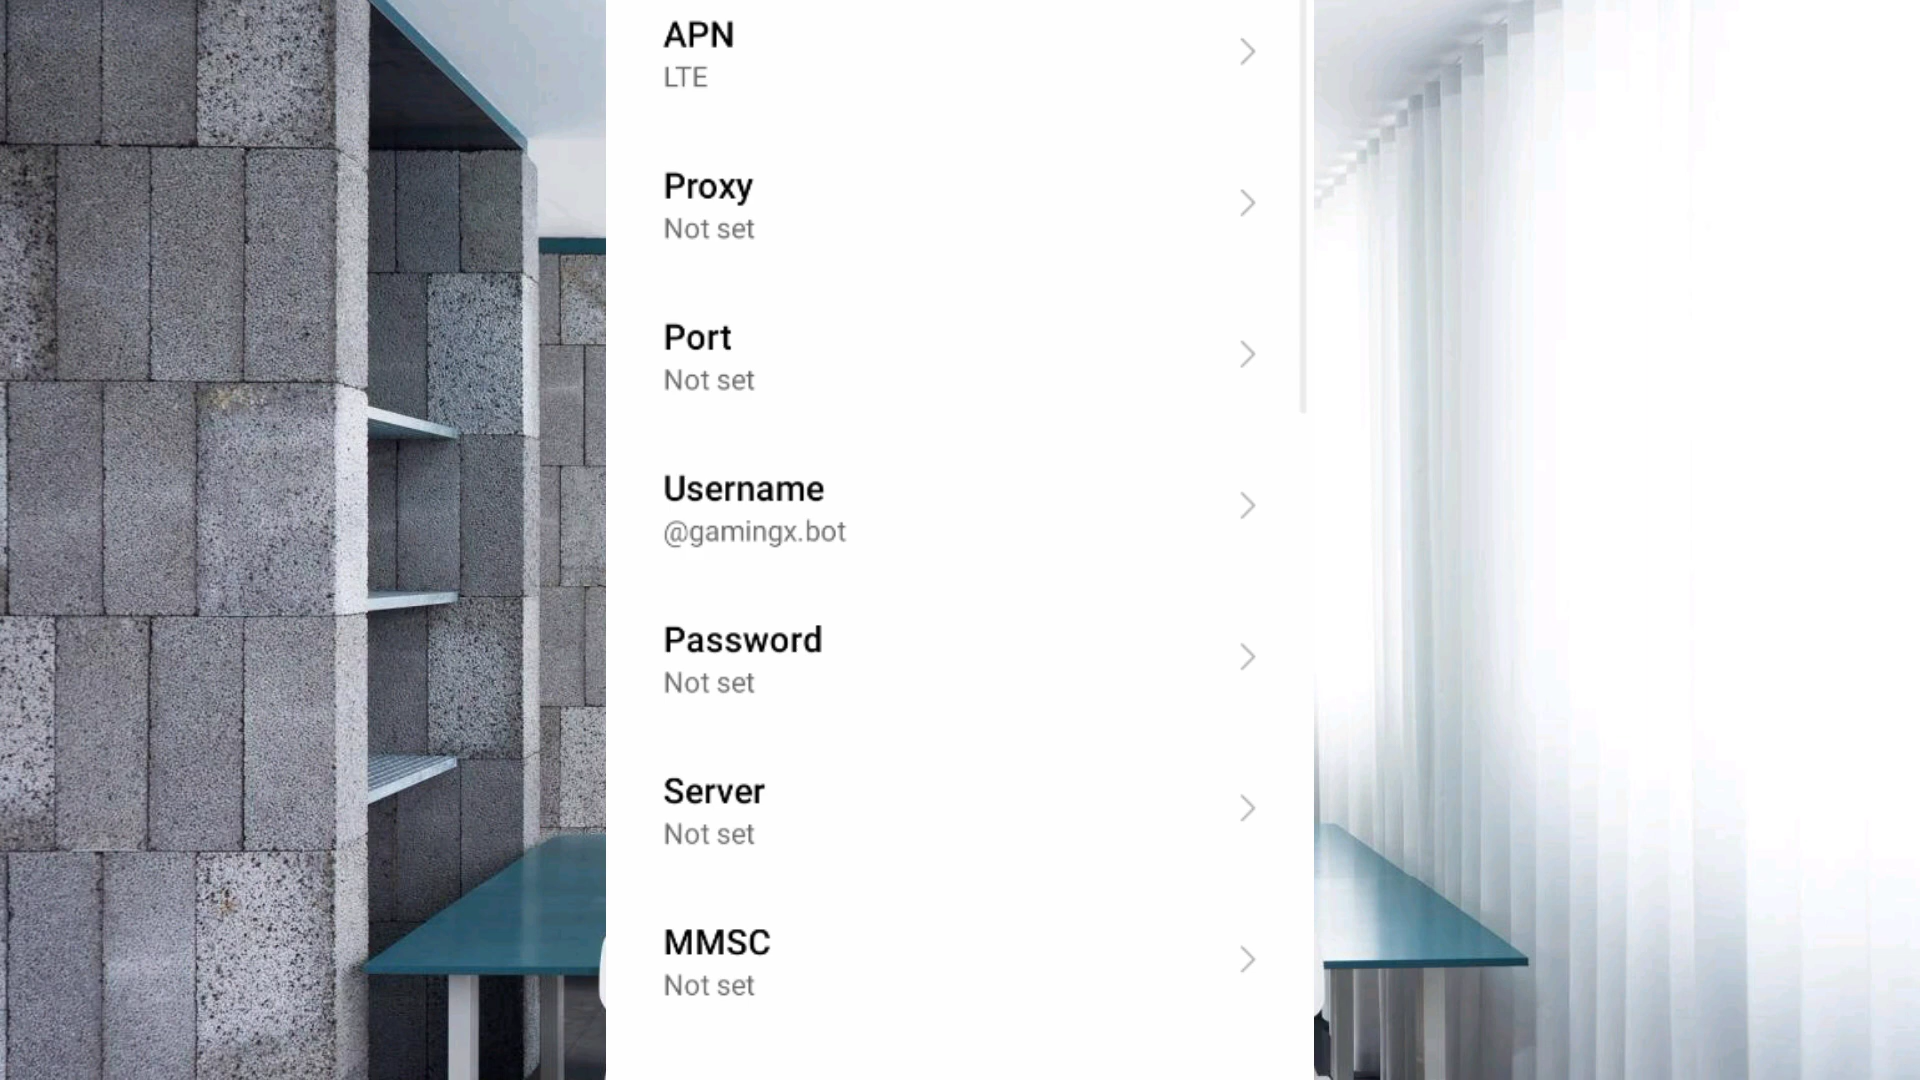 APN
LTE
Proxy
Not set
Port
Not set
Username
@gamingx.bot
Password
Not set
Server
Not set
MMSC
Not set